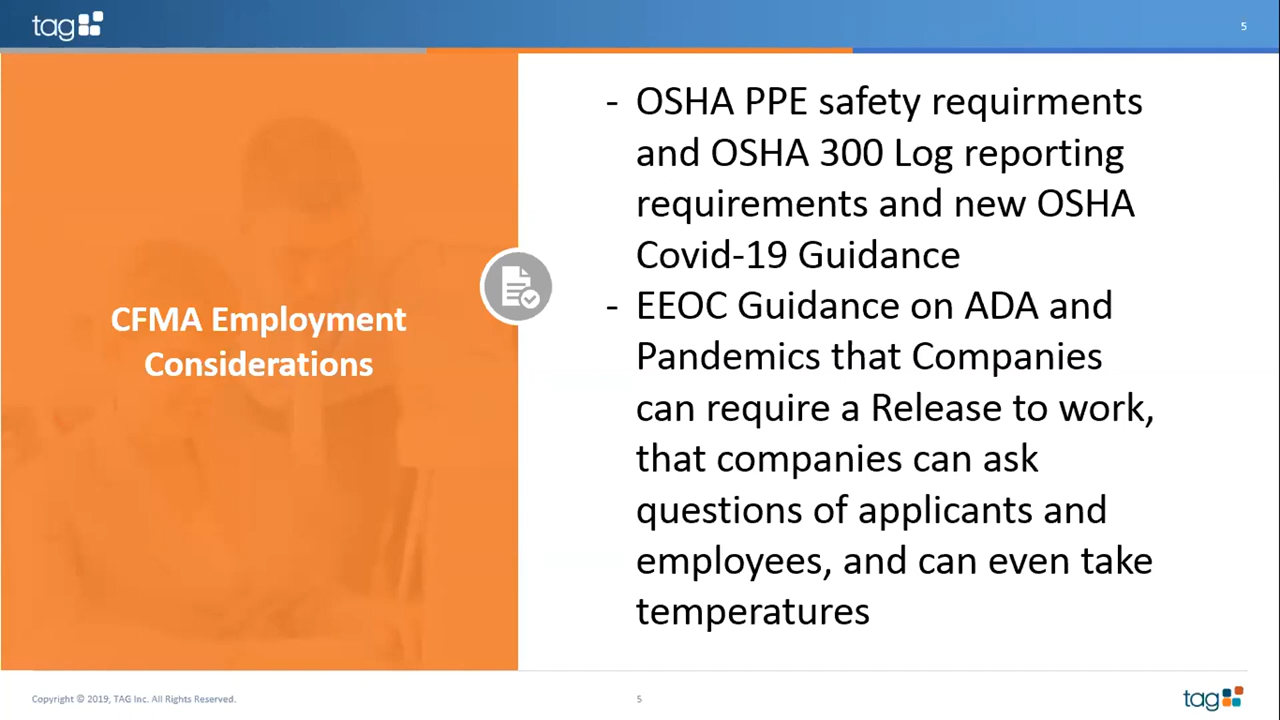 tag
5
CFMA Employment
Considerations
- OSHA PPE safety requirments
and OSHA 300 Log reporting
requirements and new OSHA
Covid-19 Guidance
- EEOC Guidance on ADA and
Pandemics that Companies
can require a Release to work,
that companies can ask
questions of applicants and
employees, and can even take
temperatures
Copyright © 2019, TAG Inc. All Rights Reserved.
5
tag